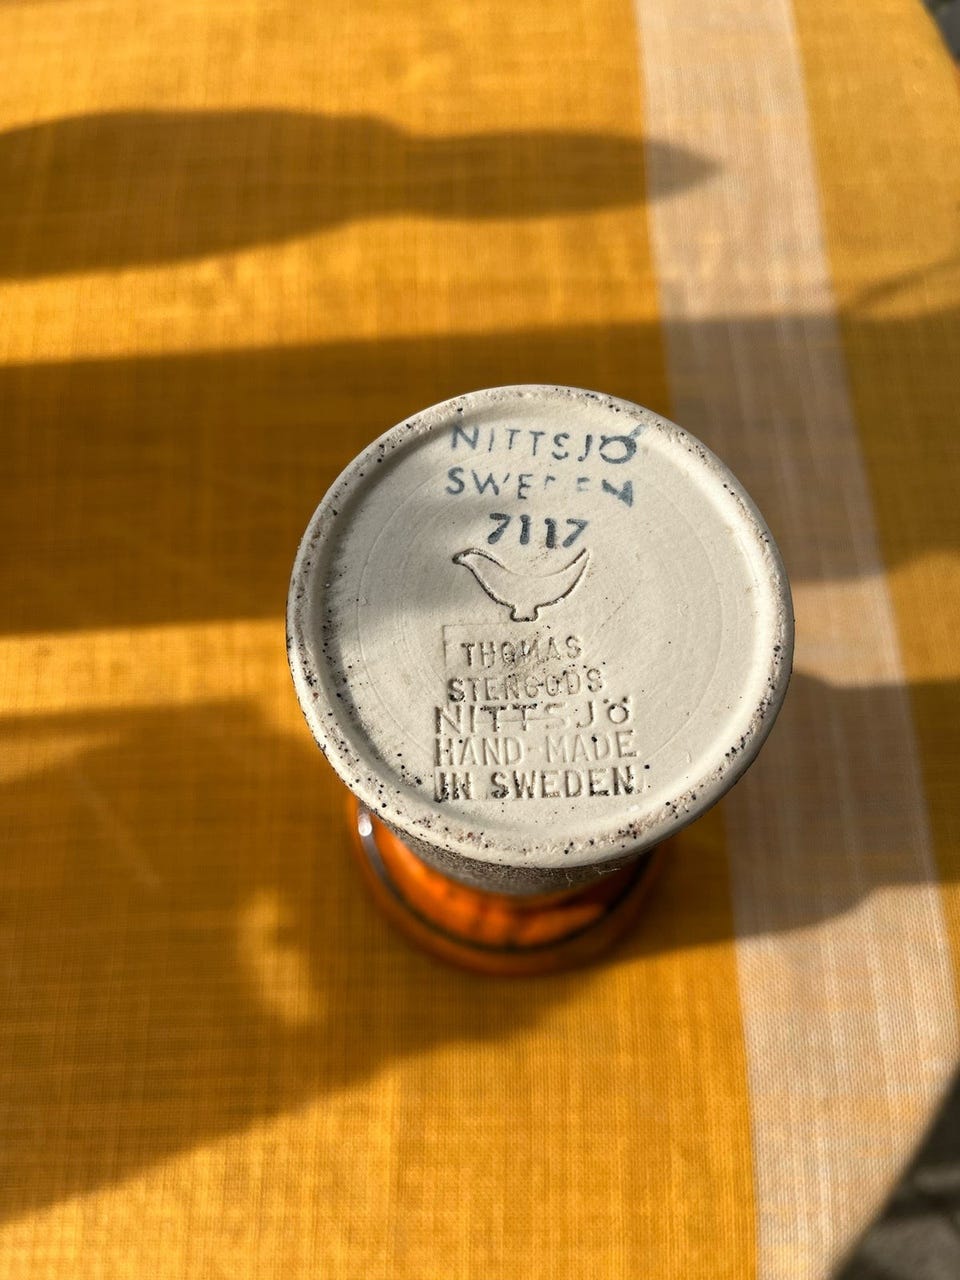 NITTSJÖ
SWEDEN
7117
THOMAS
STENGODS
NITTSJÖ
HAND MADE
IN SWEDEN